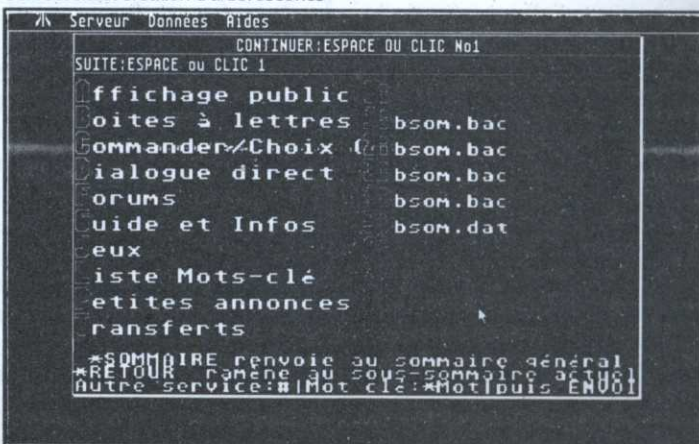 Serveur Données Aides
CONTINUER:ESPACE OU CLIC No1
SUITE:ESPACE ou CLIC 1
ffichage public
oites à lettres bsom.bac
ommander/Choix ( bsom.bac
ialogue direct bsom.bac
orums bsom.bac
uide et Infos bsom.dat
eux
iste Mots-clé
etites annonces
ransferts
*SOMMAIRE renvoie au sommaire général
*RETOUR ramène au sous-sommaire actuel
Autre service:#|Mot clé:*Mot|puis ENVOI